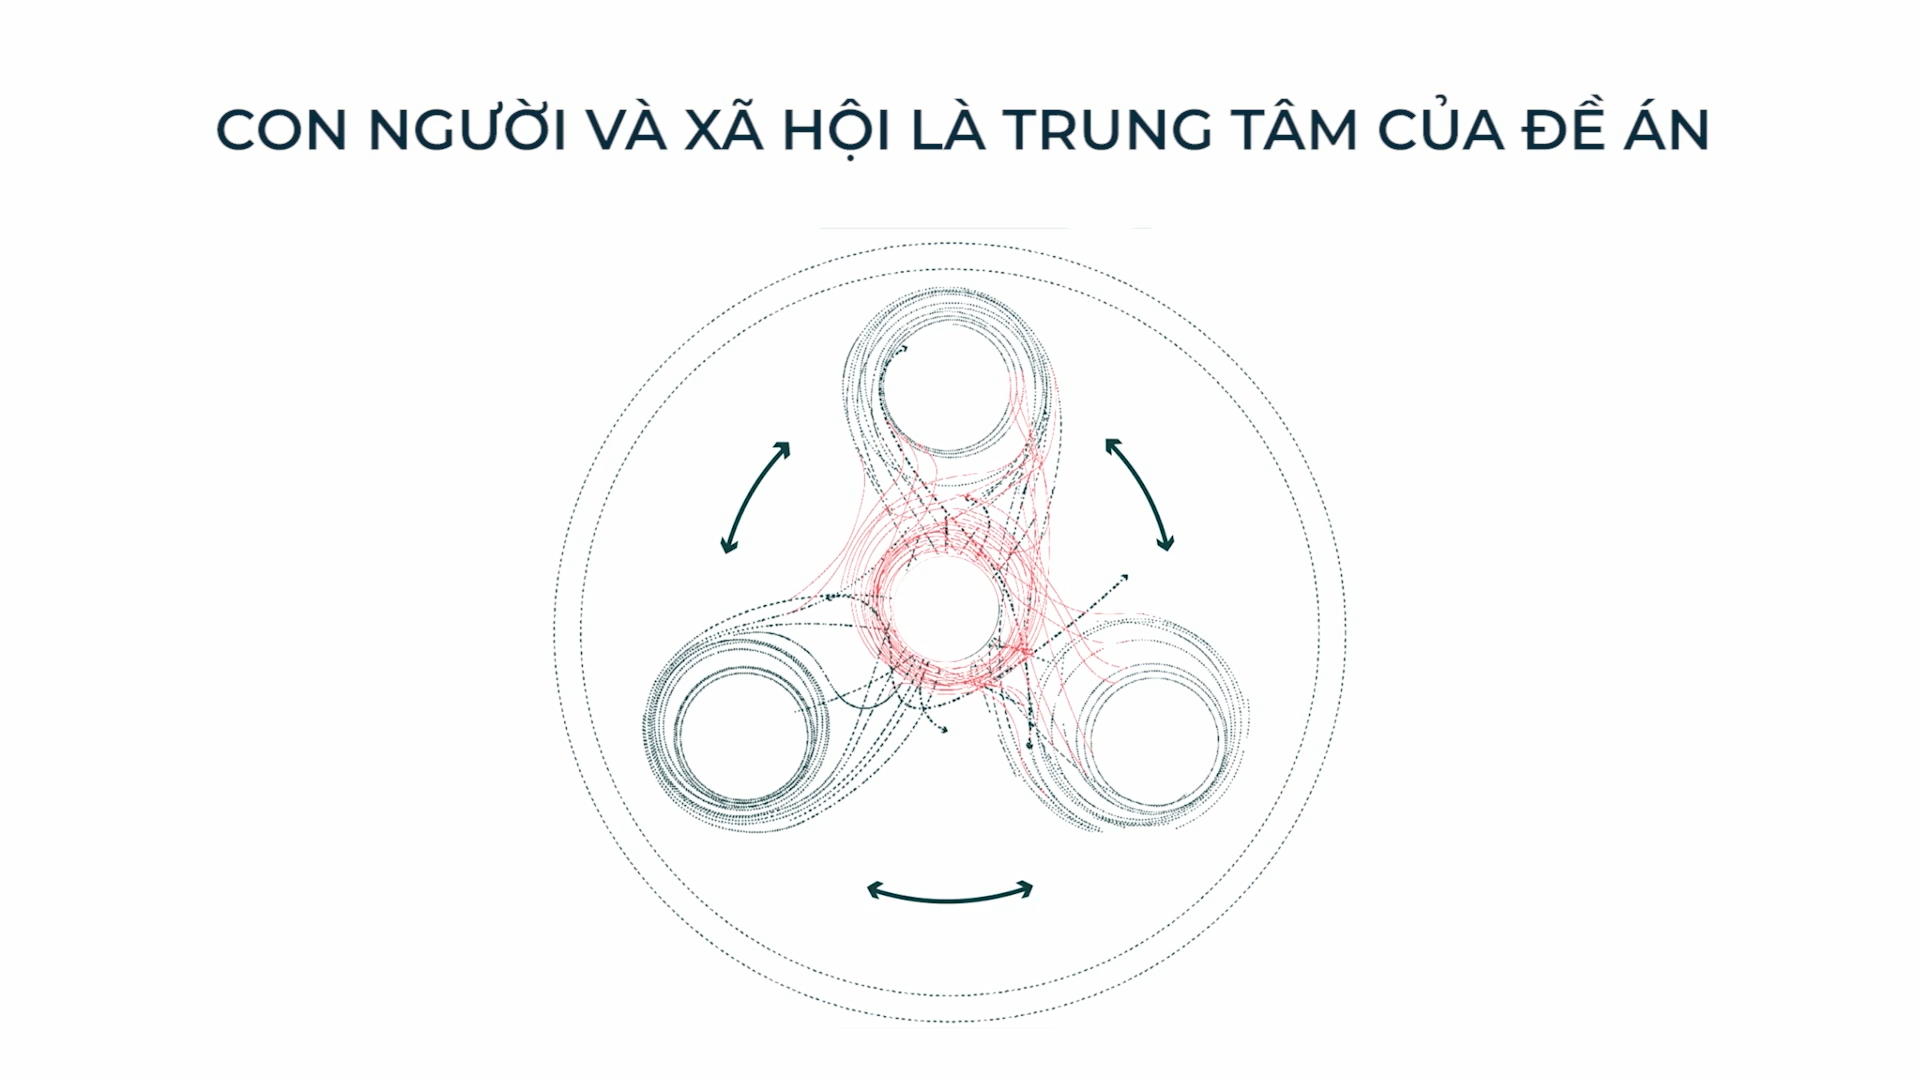 CON NGƯỜI VÀ XÃ HỘI LÀ TRUNG TÂM CỦA ĐỀ ÁN